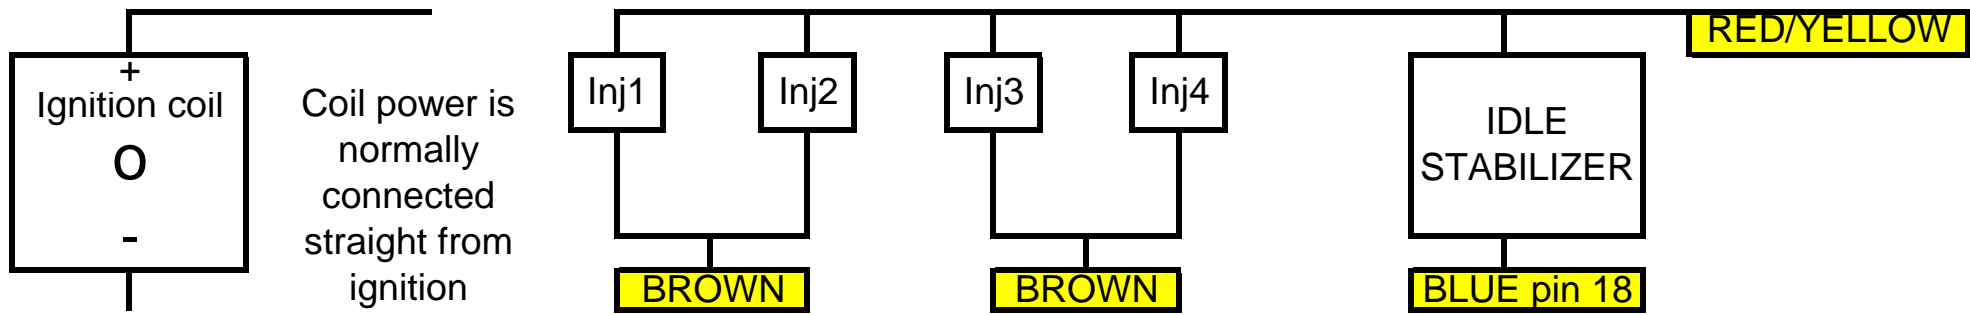 RED/YELLOW
+
Ignition coil
O
-
Coil power is
normally
connected
straight from
ignition
Inj1
Inj2
Inj3
Inj4
IDLE
STABILIZER
BROWN
BROWN
BLUE pin 18